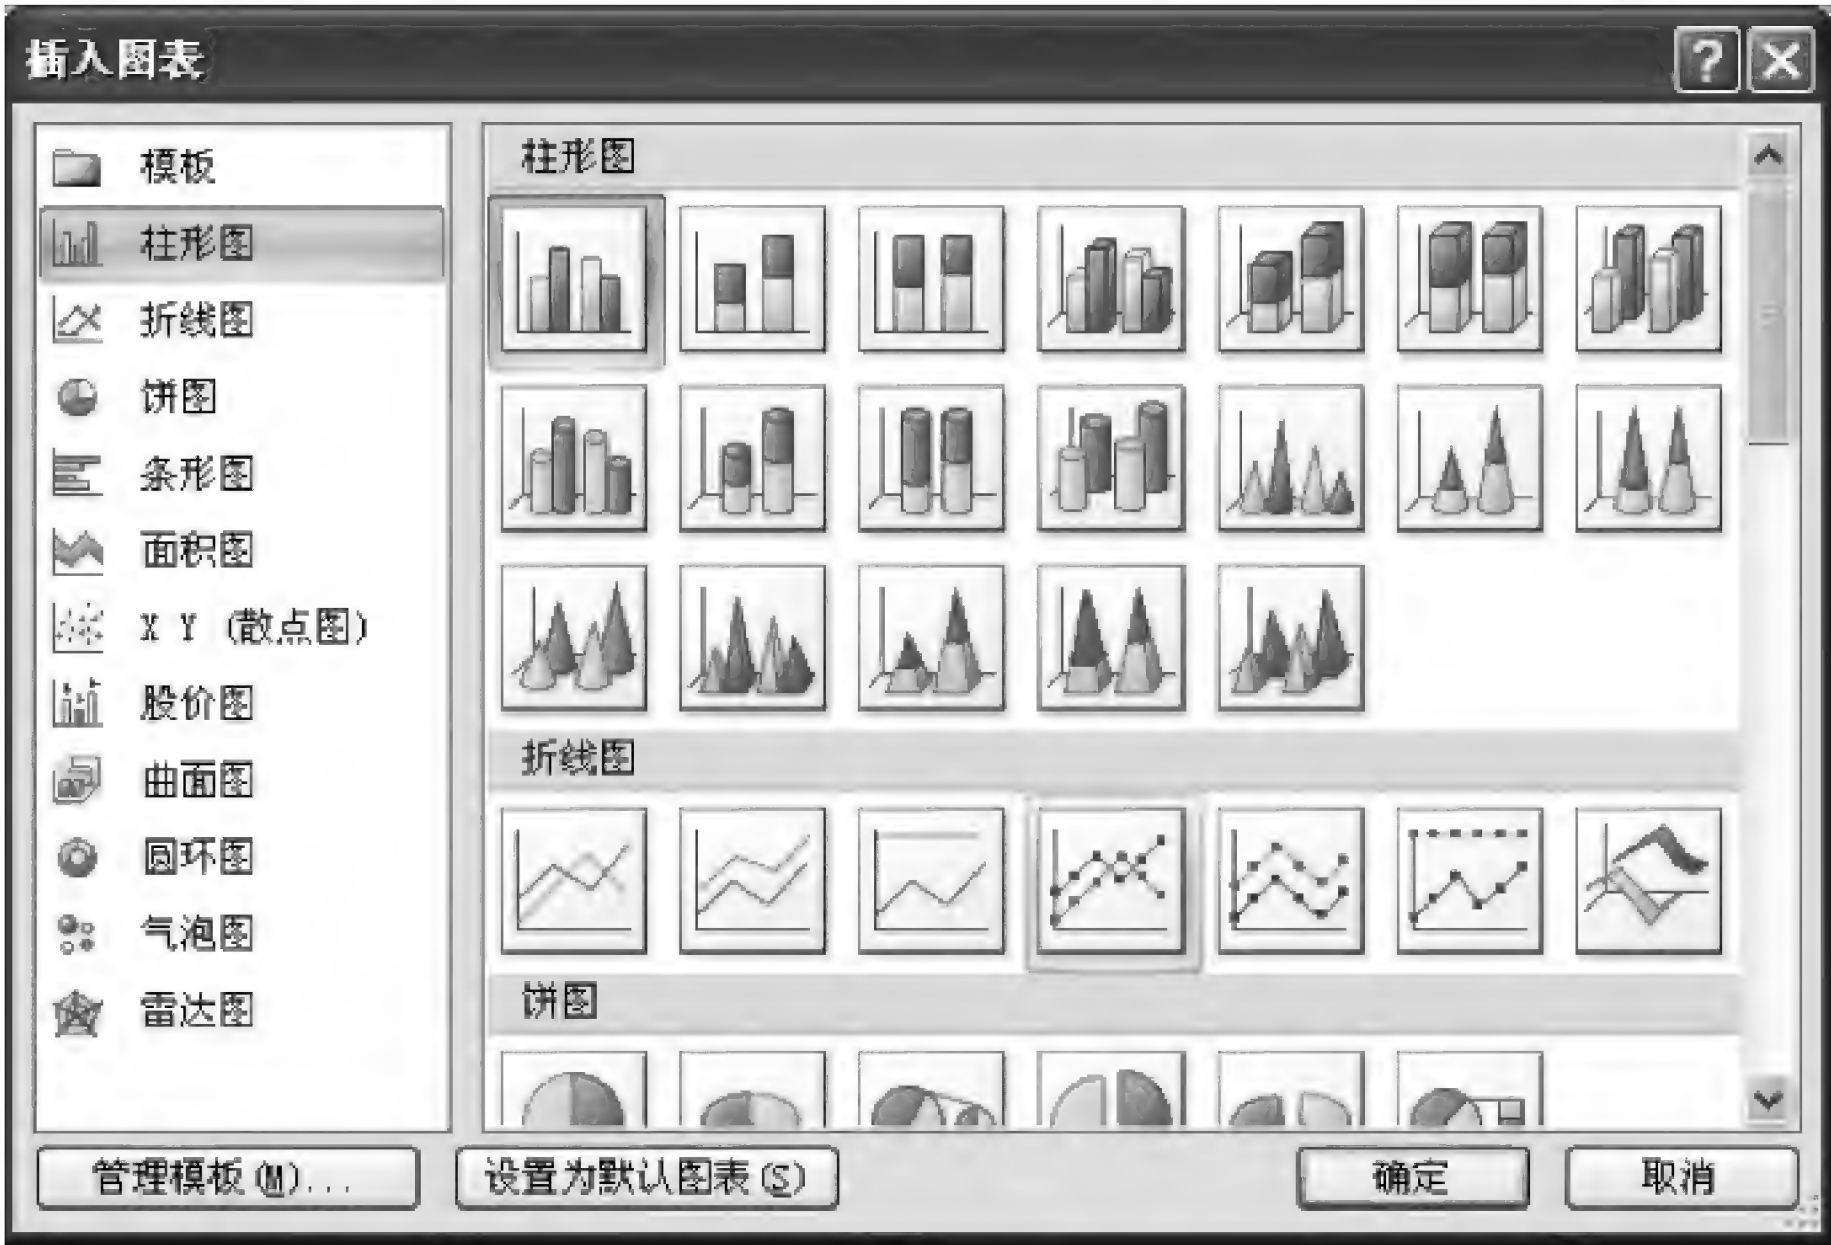 插入图表
模板
柱形图
折线图
饼图
条形图
面积图
X Y (散点图)
股价图
曲面图
圆环图
气泡图
雷达图
柱形图
折线图
饼图
管理模板(M)...
设置为默认图表(S)
确定
取消